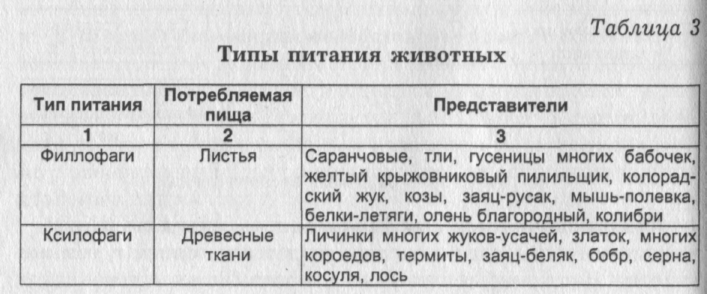 Таблица 3
Типы питания животных
Тип питания
Потребляемая
пища
Представители
1
2
3
Филлофаги
Листья
Саранчовые, тли, гусеницы многих бабочек,
желтый крыжовниковый пилильщик, колорад-
ский жук, козы, заяц-русак, мышь-полевка,
белки-летяги, олень благородный, колибри
Ксилофаги
Древесные
ткани
Личинки многих жуков-усачей, златок, многих
короедов, термиты, заяц-беляк, бобр, серна,
косуля, лось